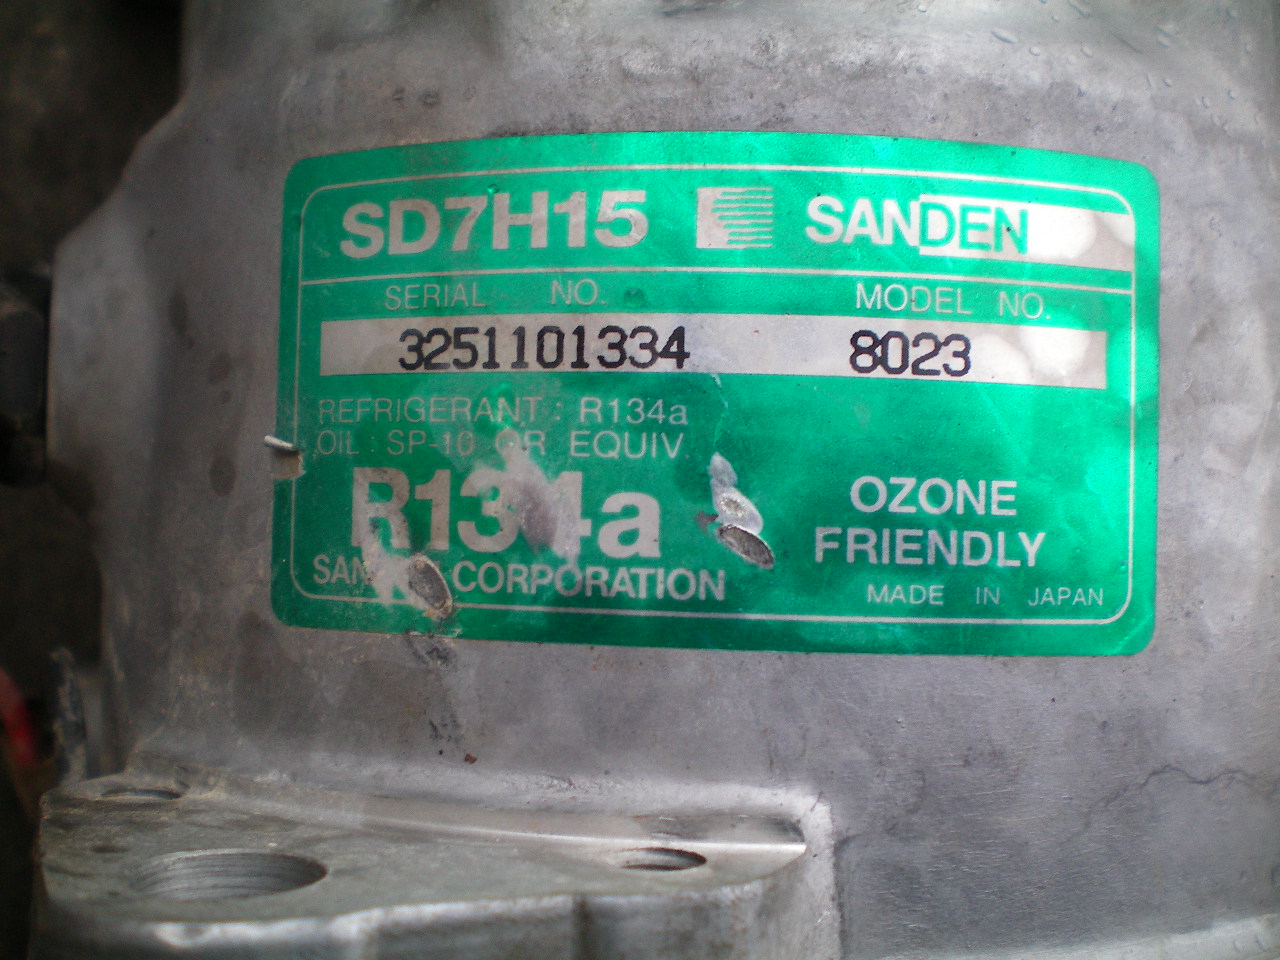 SD7H15 SANDEN
SERIAL NO. MODEL NO.
3251101334 8023
REFRIGERANT : R134a
OIL : SP-10 OR EQUIV.
R134a
OZONE
FRIENDLY
CORPORATION
MADE IN JAPAN